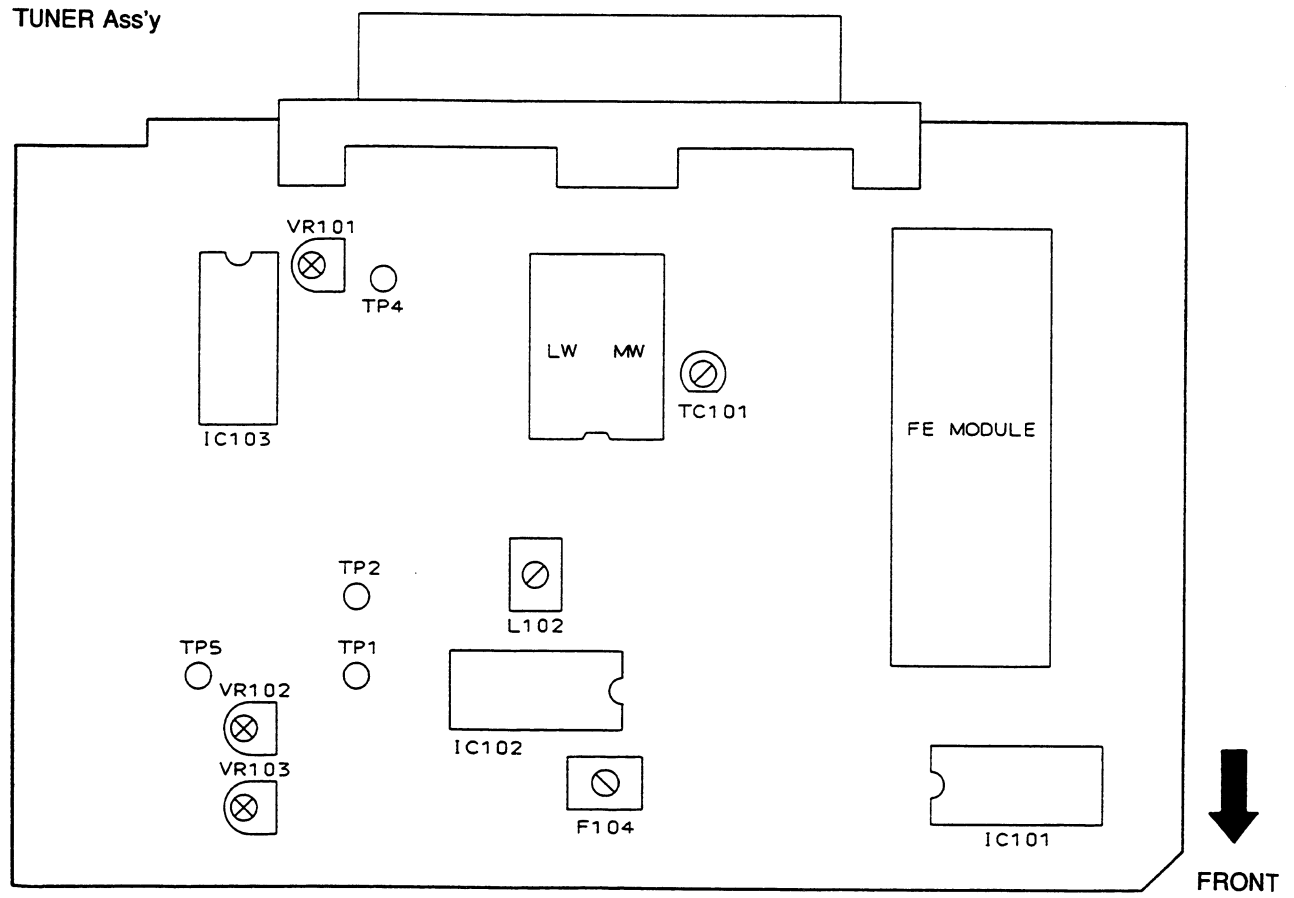 TUNER Ass'y
VR101
TP4
LW MW
TC101
IC103
FE MODULE
TP2
L102
TP5
TP1
VR102
IC102
VR103
F104
IC101
FRONT